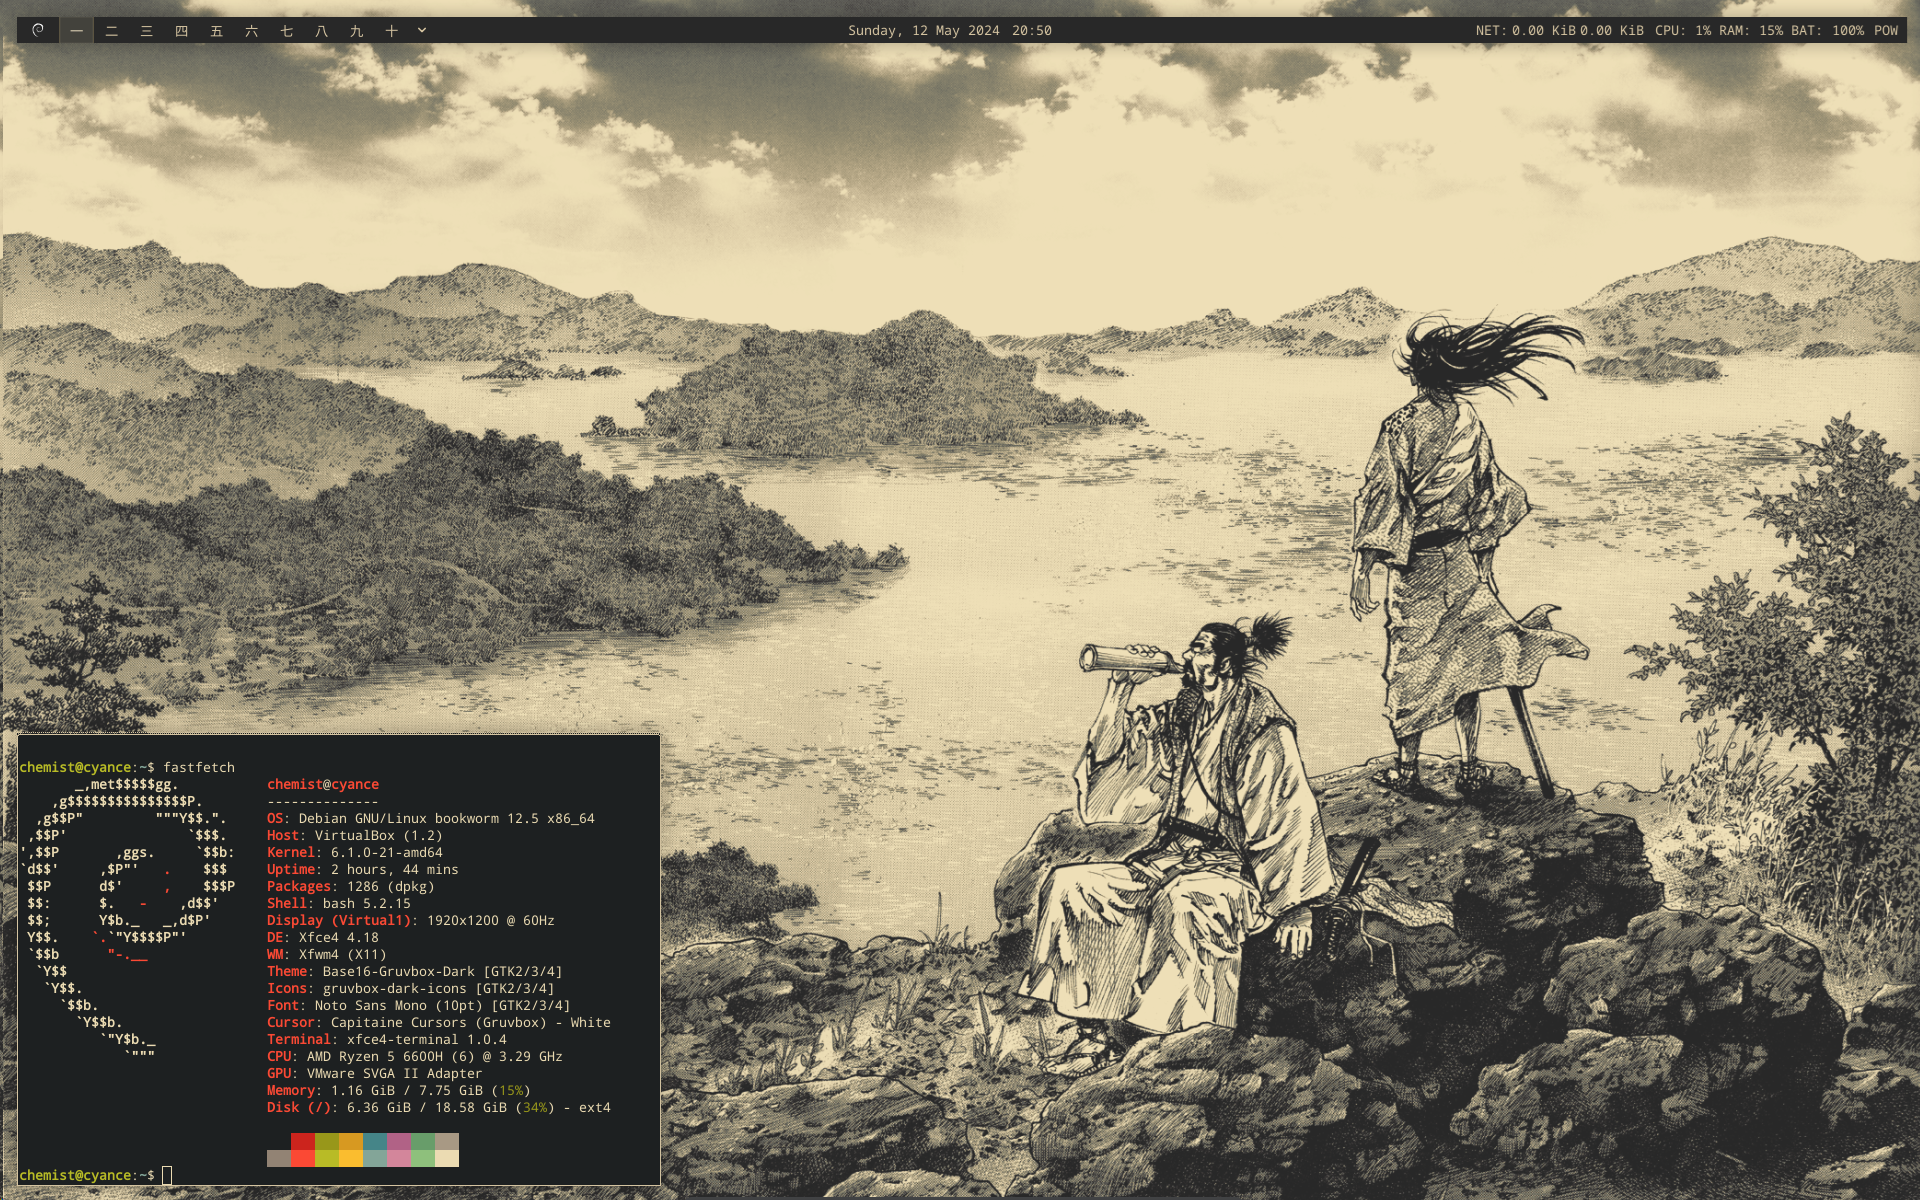 一 二 三 四 五 六 七 八 九 十
Sunday, 12 May 2024 20:50
NET: 0.00 KiB 0.00 KiB CPU: 1% RAM: 15% BAT: 100% POW
chemist@cyance:~$ fastfetch
_,met$$$$$gg.
,g$$$$$$$$$$$$$$$P.
,g$$P"         """Y$$.".
,$$P'               `$$$.
',$$P       ,ggs.     `$$b:
`d$$'     ,$P"'   .    $$$
$$P      d$'     ,    $$$P
$$:      $.   -    ,d$$'
$$;      Y$b._   _,d$P'
Y$$.    `.`"Y$$$$P"'
`$$b      "-.__
`Y$$
`Y$$.
`$$b.
`Y$$b.
`"Y$b._
`"""
chemist@cyance
--------------
OS: Debian GNU/Linux bookworm 12.5 x86_64
Host: VirtualBox (1.2)
Kernel: 6.1.0-21-amd64
Uptime: 2 hours, 44 mins
Packages: 1286 (dpkg)
Shell: bash 5.2.15
Display (Virtual1): 1920x1200 @ 60Hz
DE: Xfce4 4.18
WM: Xfwm4 (X11)
Theme: Base16-Gruvbox-Dark [GTK2/3/4]
Icons: gruvbox-dark-icons [GTK2/3/4]
Font: Noto Sans Mono (10pt) [GTK2/3/4]
Cursor: Capitaine Cursors (Gruvbox) - White
Terminal: xfce4-terminal 1.0.4
CPU: AMD Ryzen 5 6600H (6) @ 3.29 GHz
GPU: VMware SVGA II Adapter
Memory: 1.16 GiB / 7.75 GiB (15%)
Disk (/): 6.36 GiB / 18.58 GiB (34%) - ext4
chemist@cyance:~$